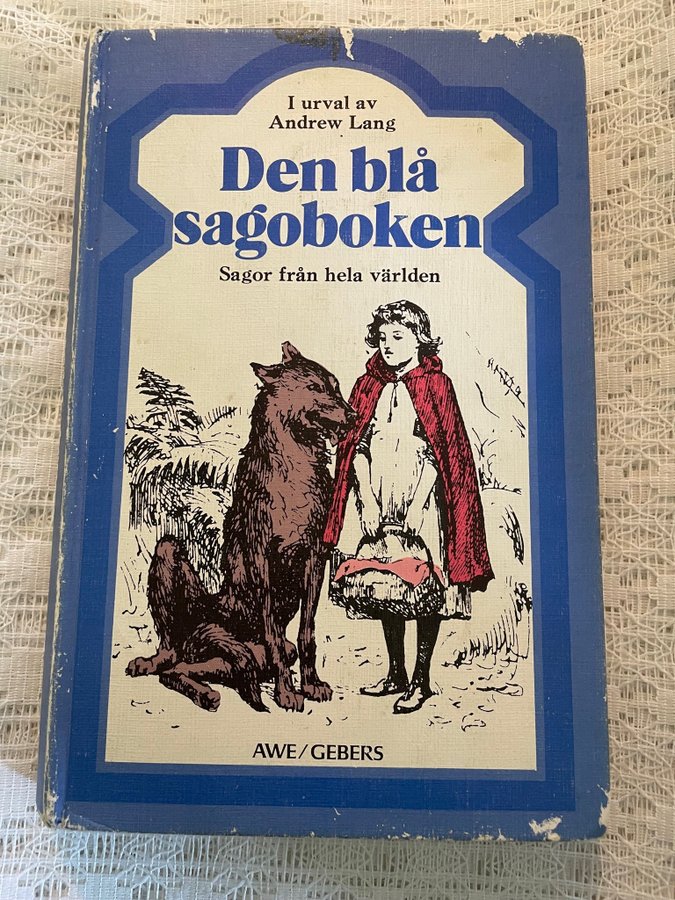 I urval av
Andrew Lang
Den blå
sagoboken
Sagor från hela världen
AWE/GEBERS